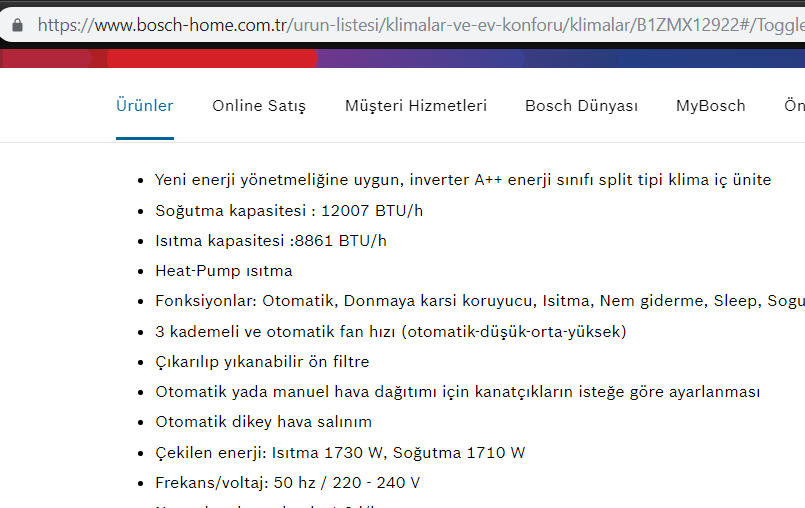 https://www.bosch-home.com.tr/urun-listesi/klimalar-ve-ev-konforu/klimalar/B1ZMX12922#/Toggle
Ürünler Online Satış Müşteri Hizmetleri Bosch Dünyası MyBosch Ön
• Yeni enerji yönetmeliğine uygun, inverter A++ enerji sınıfı split tipi klima iç ünite
• Soğutma kapasitesi : 12007 BTU/h
• Isıtma kapasitesi :8861 BTU/h
• Heat-Pump ısıtma
• Fonksiyonlar: Otomatik, Donmaya karsi koruyucu, Isitma, Nem giderme, Sleep, Sogu
• 3 kademeli ve otomatik fan hızı (otomatik-düşük-orta-yüksek)
• Çıkarılıp yıkanabilir ön filtre
• Otomatik yada manuel hava dağıtımı için kanatçıkların isteğe göre ayarlanması
• Otomatik dikey hava salınım
• Çekilen enerji: Isıtma 1730 W, Soğutma 1710 W
• Frekans/voltaj: 50 hz / 220 - 240 V